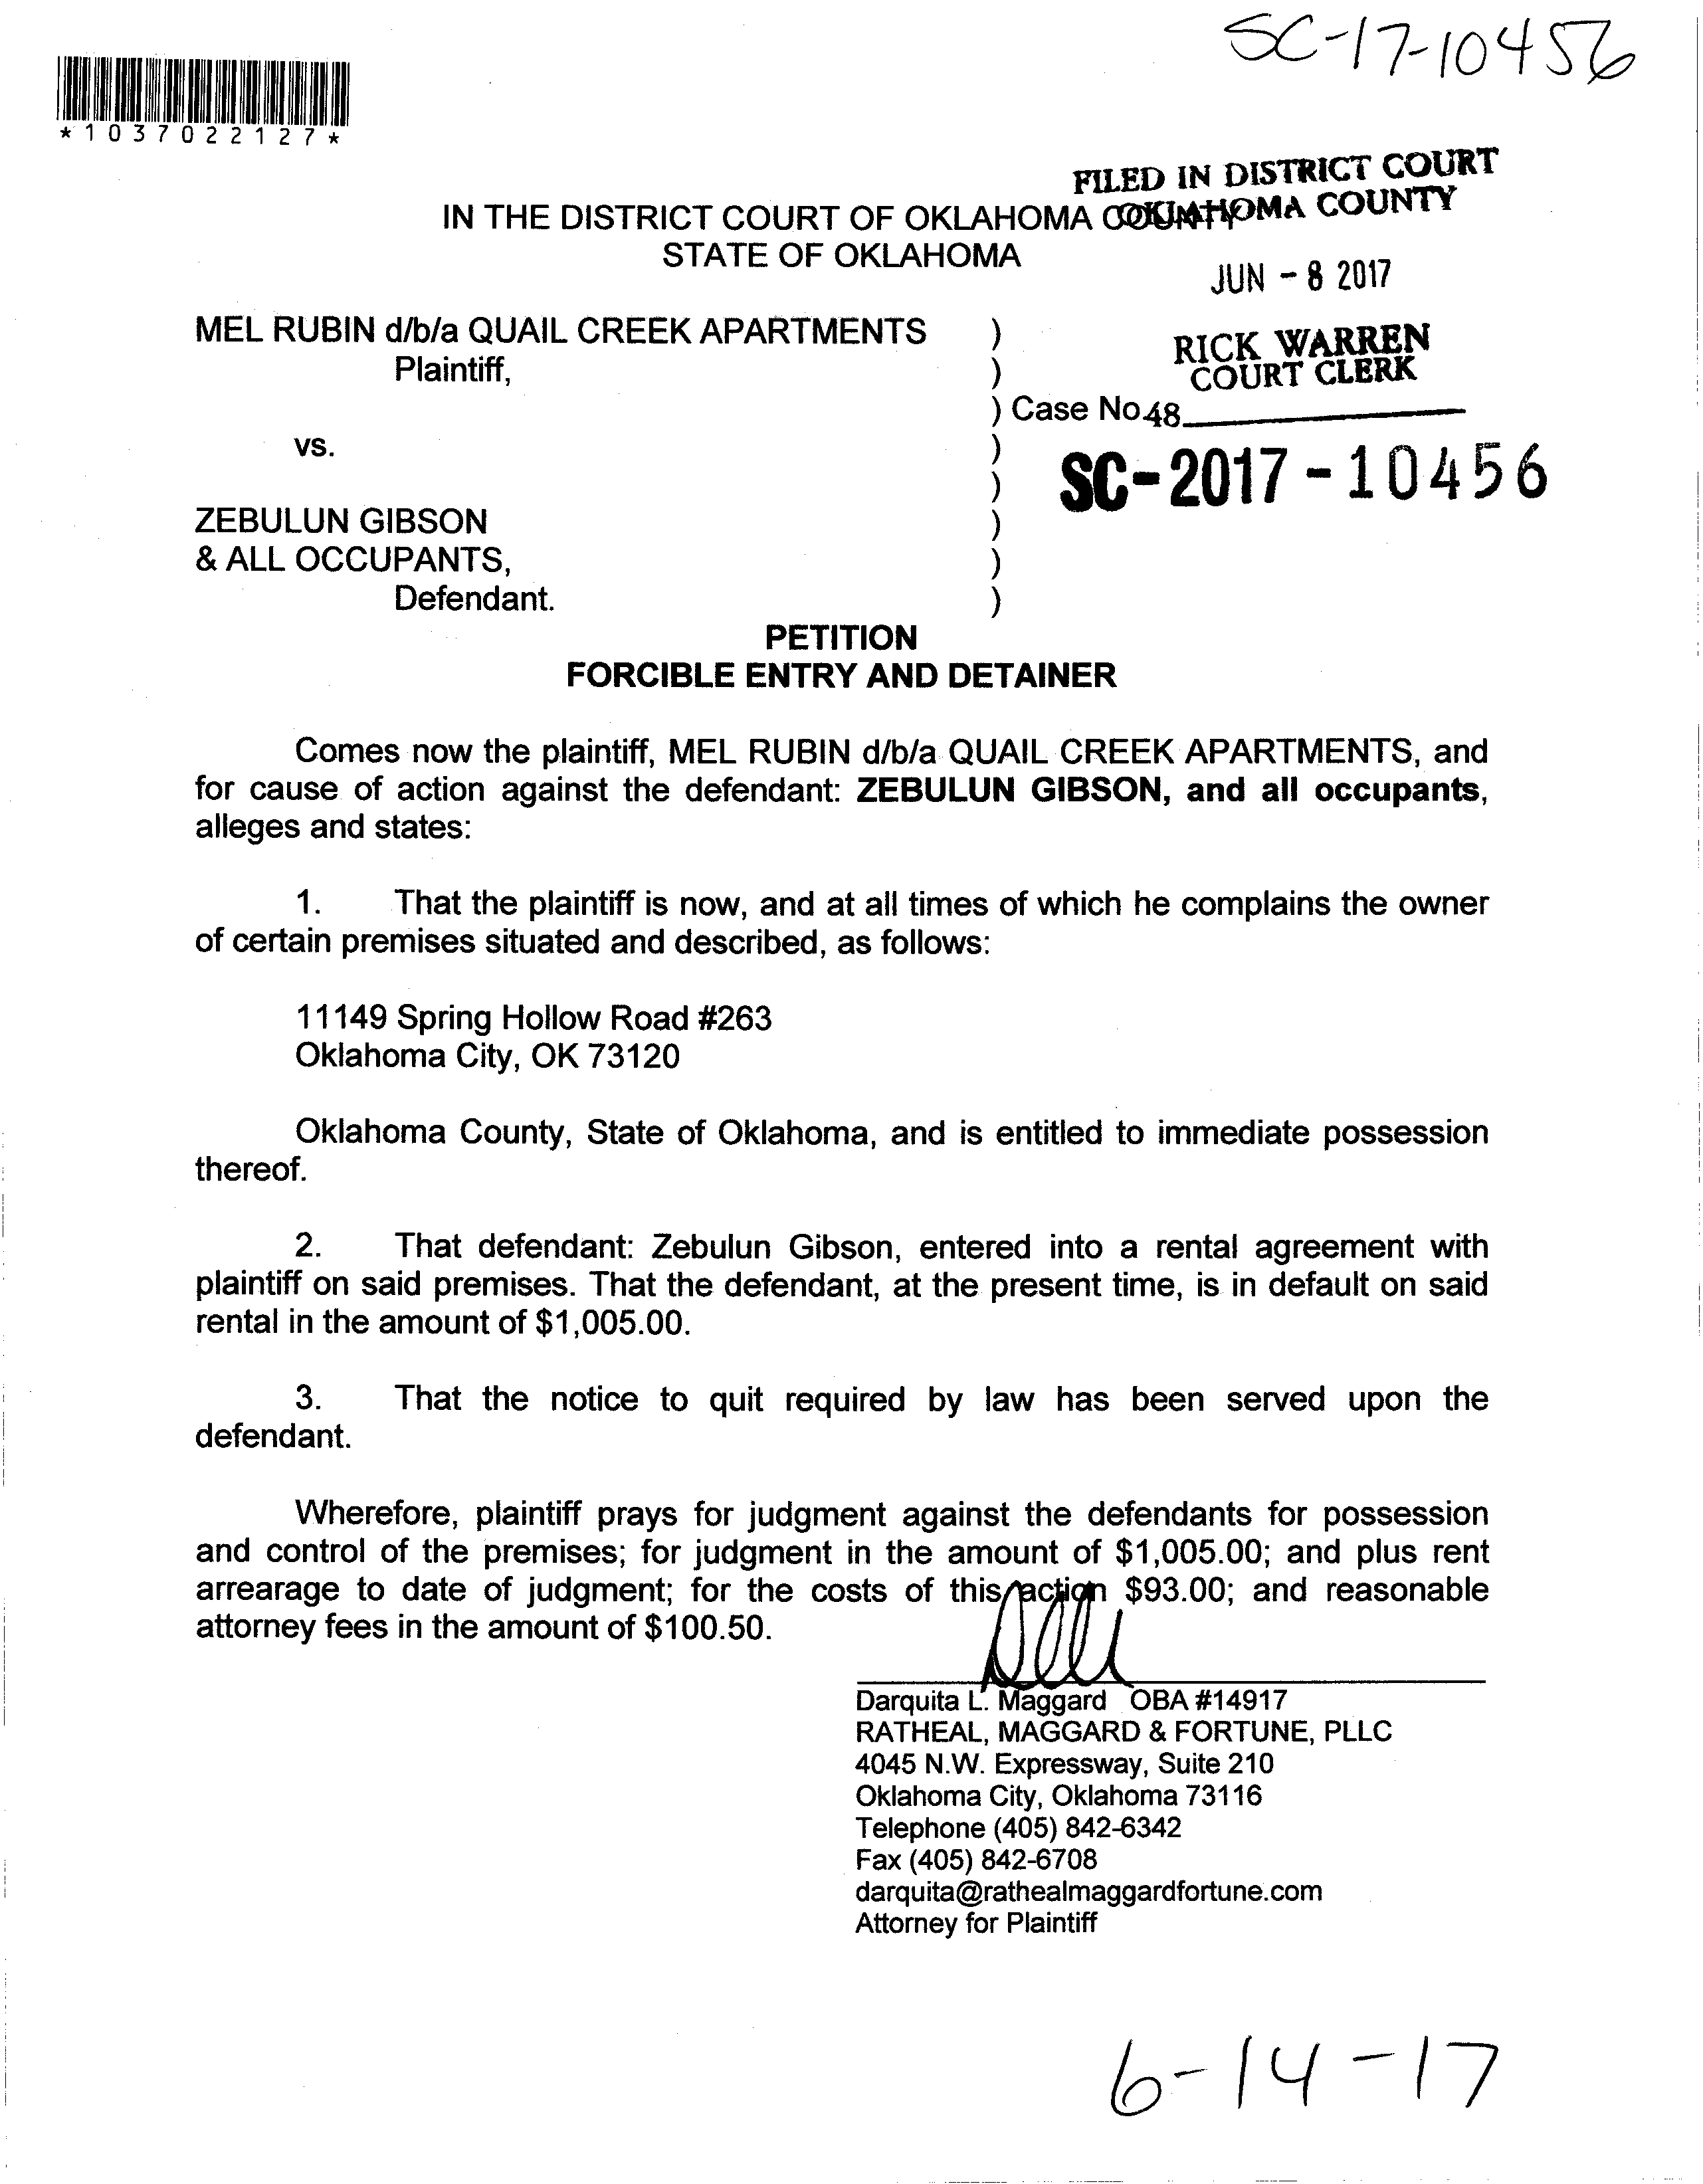 SC-17-10456
*1037022127*
FILED IN DISTRICT COURT
OKLAHOMA COUNTY
IN THE DISTRICT COURT OF OKLAHOMA COUNTY
STATE OF OKLAHOMA
JUN - 8 2017
MEL RUBIN d/b/a QUAIL CREEK APARTMENTS )
Plaintiff, )
RICK WARREN
COURT CLERK
) Case No.
48
vs. )
SC-2017-10456
)
ZEBULUN GIBSON )
& ALL OCCUPANTS, )
Defendant. )
PETITION
FORCIBLE ENTRY AND DETAINER
Comes now the plaintiff, MEL RUBIN d/b/a QUAIL CREEK APARTMENTS, and
for cause of action against the defendant: ZEBULUN GIBSON, and all occupants,
alleges and states:
1. That the plaintiff is now, and at all times of which he complains the owner
of certain premises situated and described, as follows:
11149 Spring Hollow Road #263
Oklahoma City, OK 73120
Oklahoma County, State of Oklahoma, and is entitled to immediate possession
thereof.
2. That defendant: Zebulun Gibson, entered into a rental agreement with
plaintiff on said premises. That the defendant, at the present time, is in default on said
rental in the amount of $1,005.00.
3. That the notice to quit required by law has been served upon the
defendant.
Wherefore, plaintiff prays for judgment against the defendants for possession
and control of the premises; for judgment in the amount of $1,005.00; and plus rent
arrearage to date of judgment; for the costs of this action $93.00; and reasonable
attorney fees in the amount of $100.50.
Darquita L. Maggard OBA #14917
RATHEAL, MAGGARD & FORTUNE, PLLC
4045 N.W. Expressway, Suite 210
Oklahoma City, Oklahoma 73116
Telephone (405) 842-6342
Fax (405) 842-6708
darquita@rathealmaggardfortune.com
Attorney for Plaintiff
6-14-17